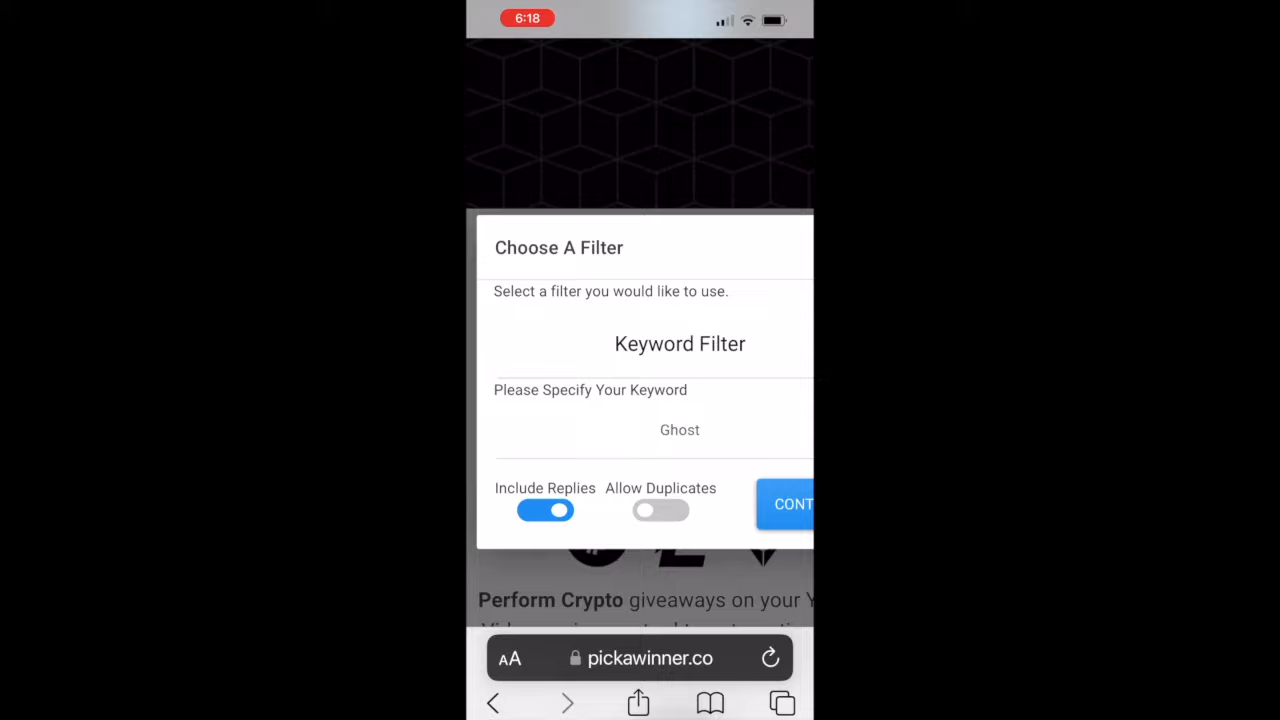 6:18
Choose A Filter
Select a filter you would like to use.
Keyword Filter
Please Specify Your Keyword
Ghost
Include Replies Allow Duplicates
CONT
Perform Crypto giveaways on your Y
AA pickawinner.co